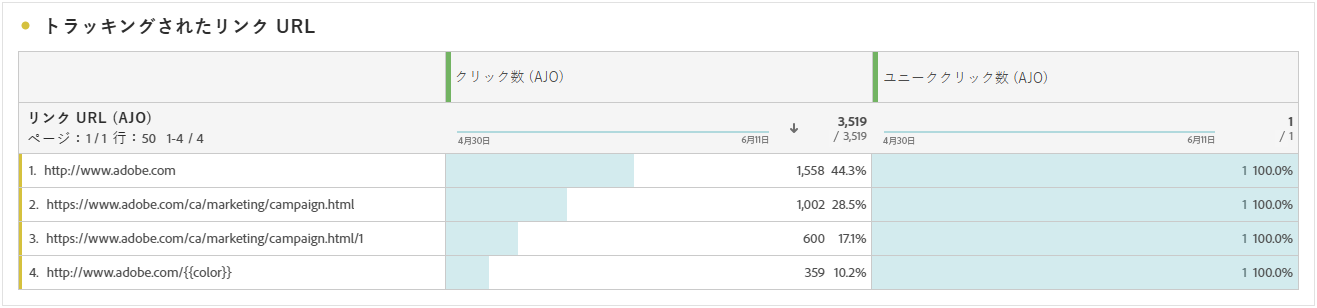 トラッキングされたリンク URL
クリック数 (AJO) ユニーククリック数 (AJO)
リンク URL (AJO)
ページ：1 / 1 行：50 1-4 / 4
4月30日 6月11日 ↓ 3,519 / 3,519
4月30日 6月11日 1 / 1
1. http://www.adobe.com 1,558 44.3% 1 100.0%
2. https://www.adobe.com/ca/marketing/campaign.html 1,002 28.5% 1 100.0%
3. https://www.adobe.com/ca/marketing/campaign.html/1 600 17.1% 1 100.0%
4. http://www.adobe.com/{{color}} 359 10.2% 1 100.0%